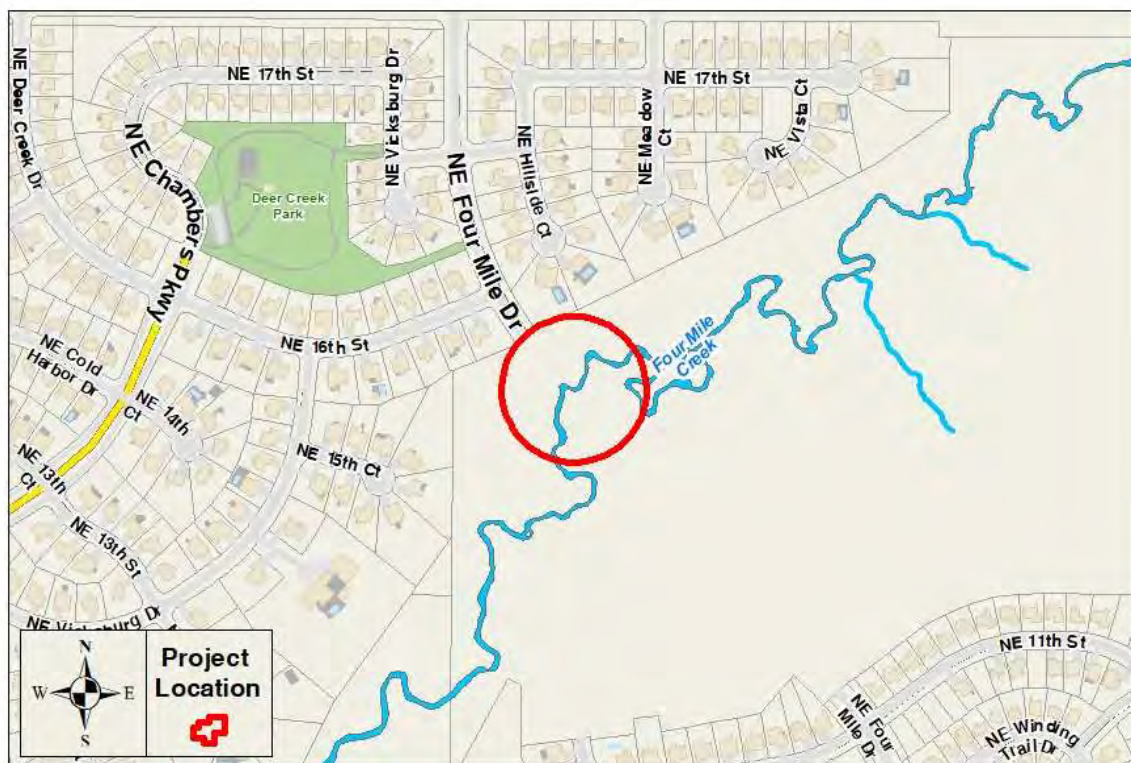 NE Deer Creek Dr
NE 17th St
NE Vicksburg Dr
NE Chambers Pkwy
Deer Creek
Park
NE Four Mile Dr
NE Hillside Ct
NE 17th St
NE Meadow
Ct
NE Vista Ct
NE 16th St
NE Cold
Harbor Dr
NE 14th
Ct
NE 13th
Ct
NE 15th Ct
NE 13th St
NE Vicksburg Dr
Four Mile
Creek
NE 11th St
NE Four
Mile Dr
NE Winding
Trail Dr
N
W
E
S
Project
Location